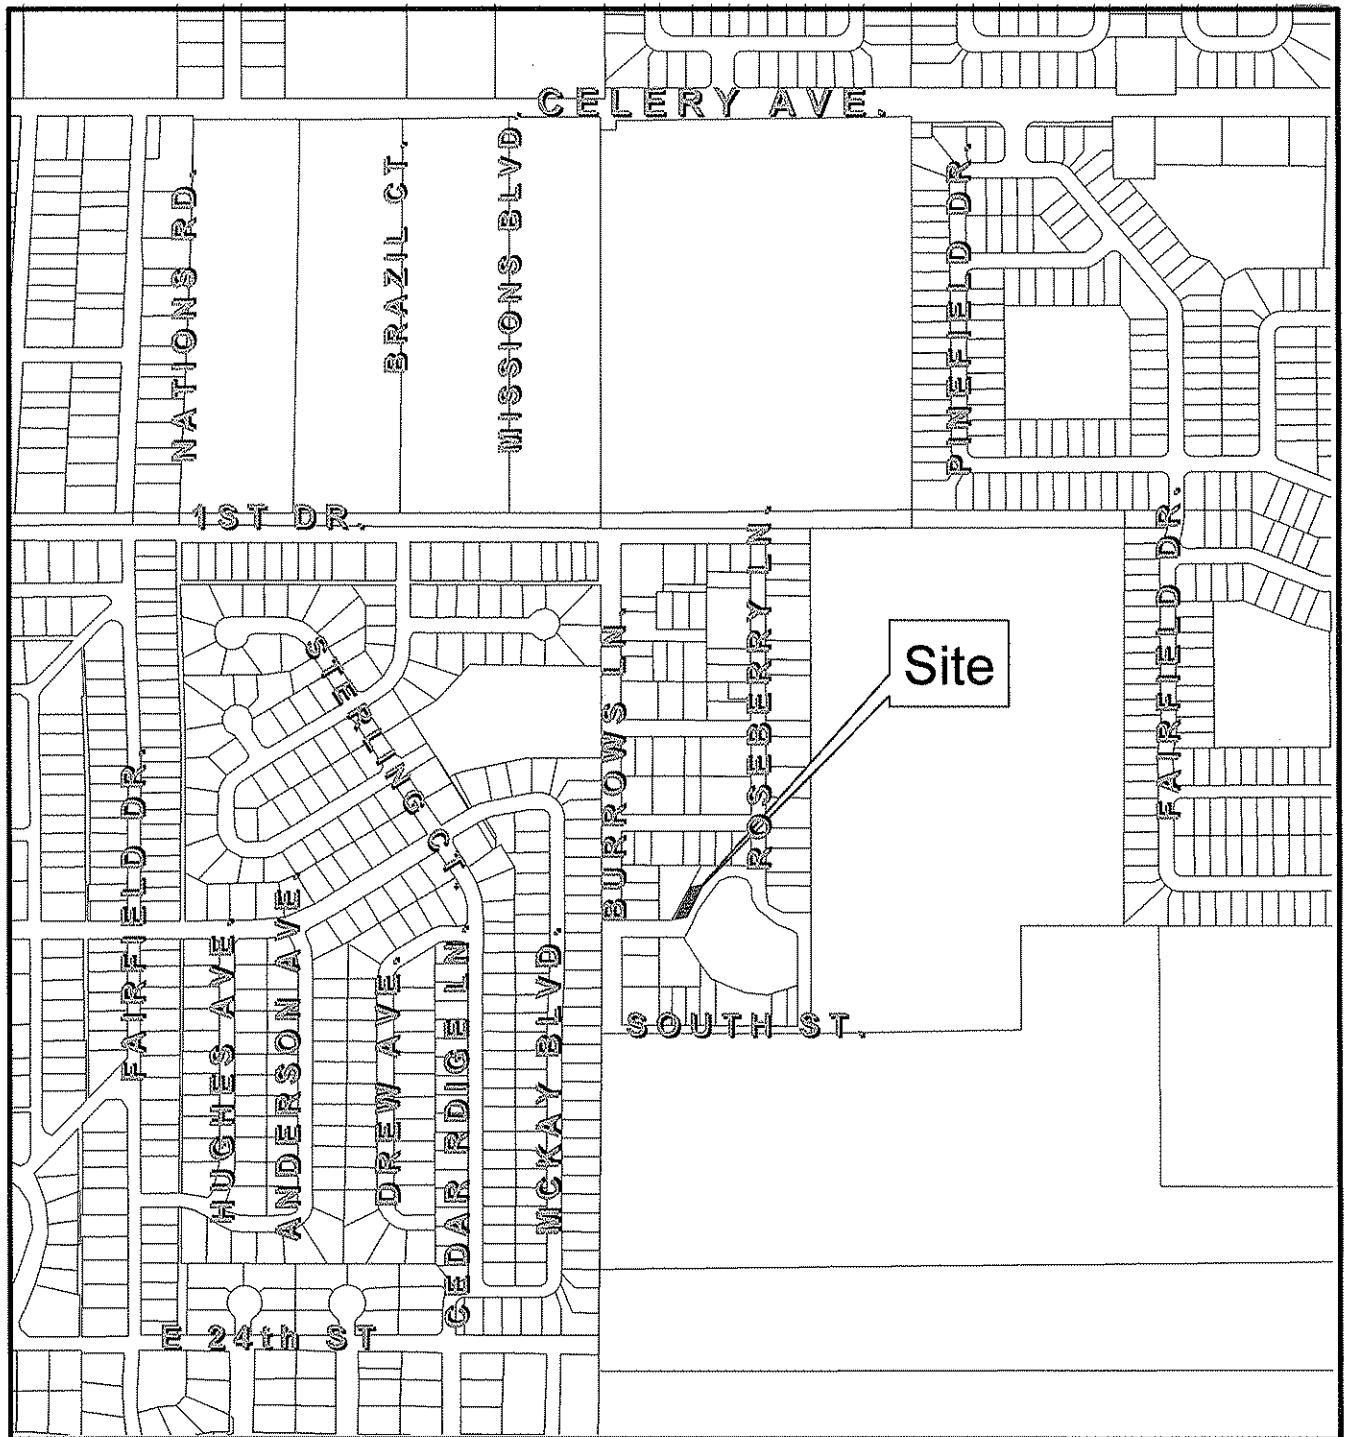 CELERY AVE.
NATIONS RD.
BRAZIL CT.
MISSIONS BLVD.
PINEFIELD DR.
1ST DR.
STERLING CT.
BURROWS LN.
ROSEBERRY LN.
Site
FAIRFIELD DR.
FAIRFIELD DR.
HUGHES AVE.
ANDERSON AVE
DREW AVE.
CEDAR RDIGE LN.
MCKAY BLVD.
SOUTH ST.
E 24th ST